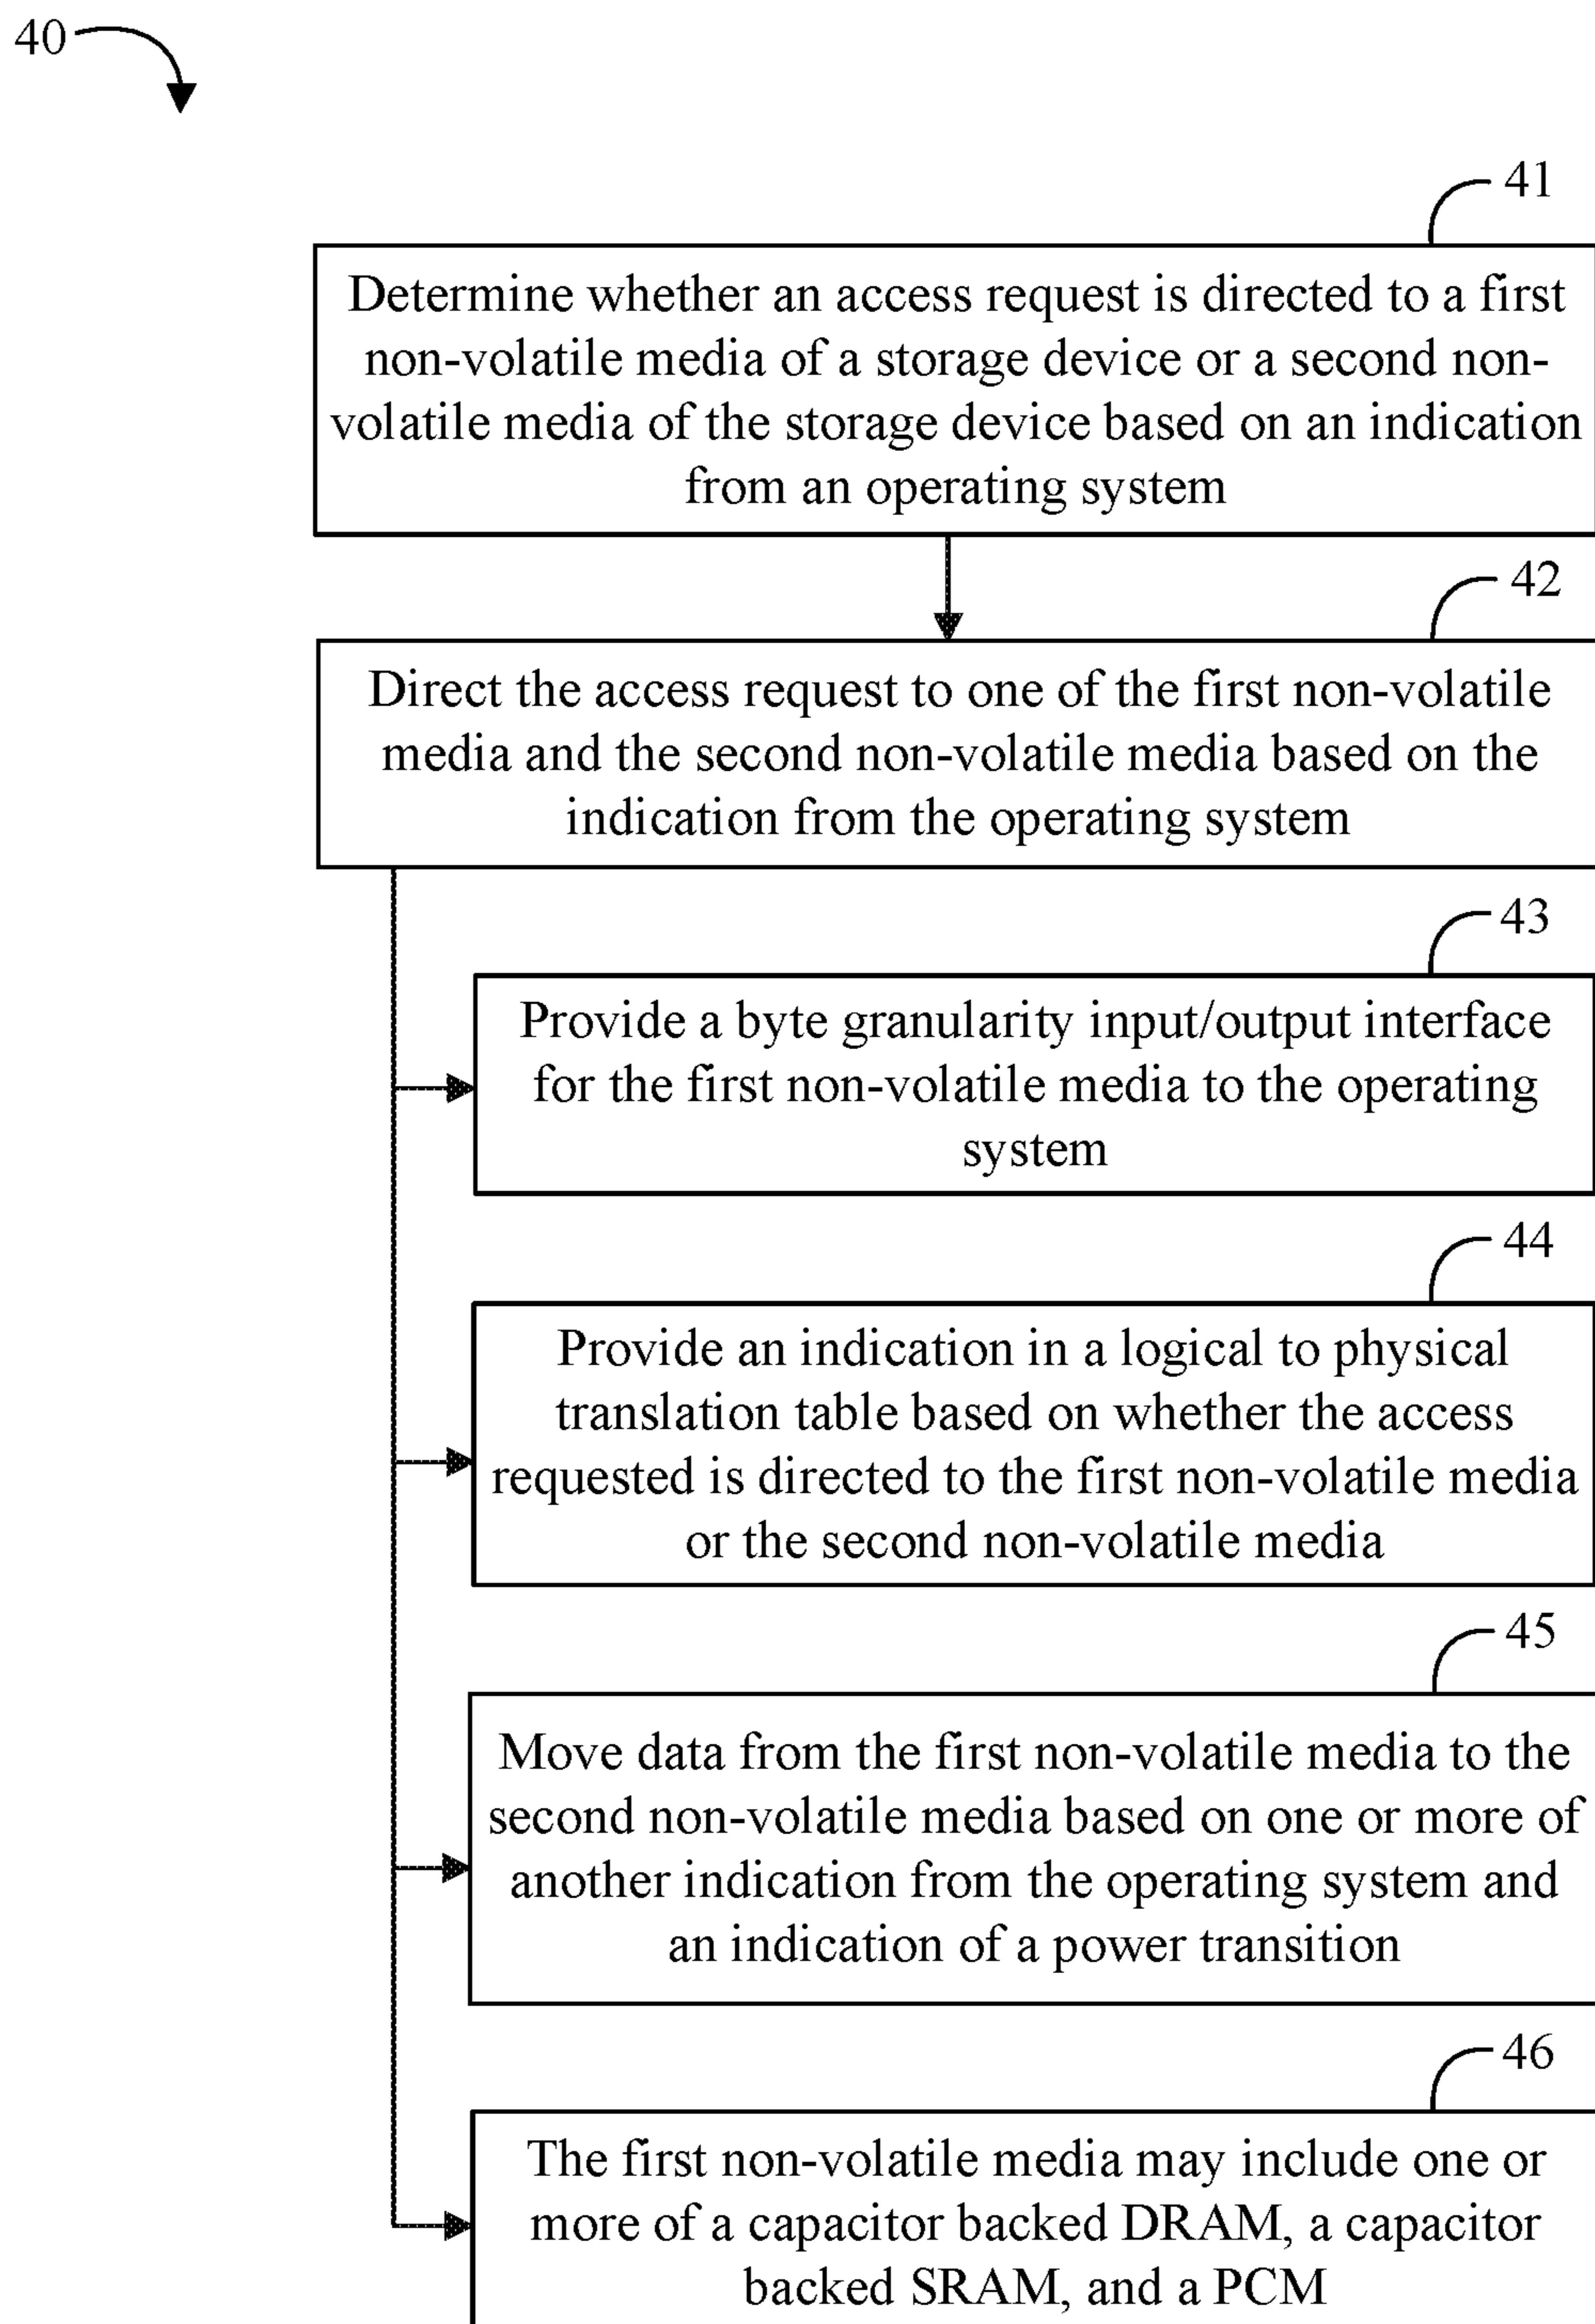 40
41
Determine whether an access request is directed to a first
non-volatile media of a storage device or a second non-
volatile media of the storage device based on an indication
from an operating system
42
Direct the access request to one of the first non-volatile
media and the second non-volatile media based on the
indication from the operating system
43
Provide a byte granularity input/output interface
for the first non-volatile media to the operating
system
44
Provide an indication in a logical to physical
translation table based on whether the access
requested is directed to the first non-volatile media
or the second non-volatile media
45
Move data from the first non-volatile media to the
second non-volatile media based on one or more of
another indication from the operating system and
an indication of a power transition
46
The first non-volatile media may include one or
more of a capacitor backed DRAM, a capacitor
backed SRAM, and a PCM